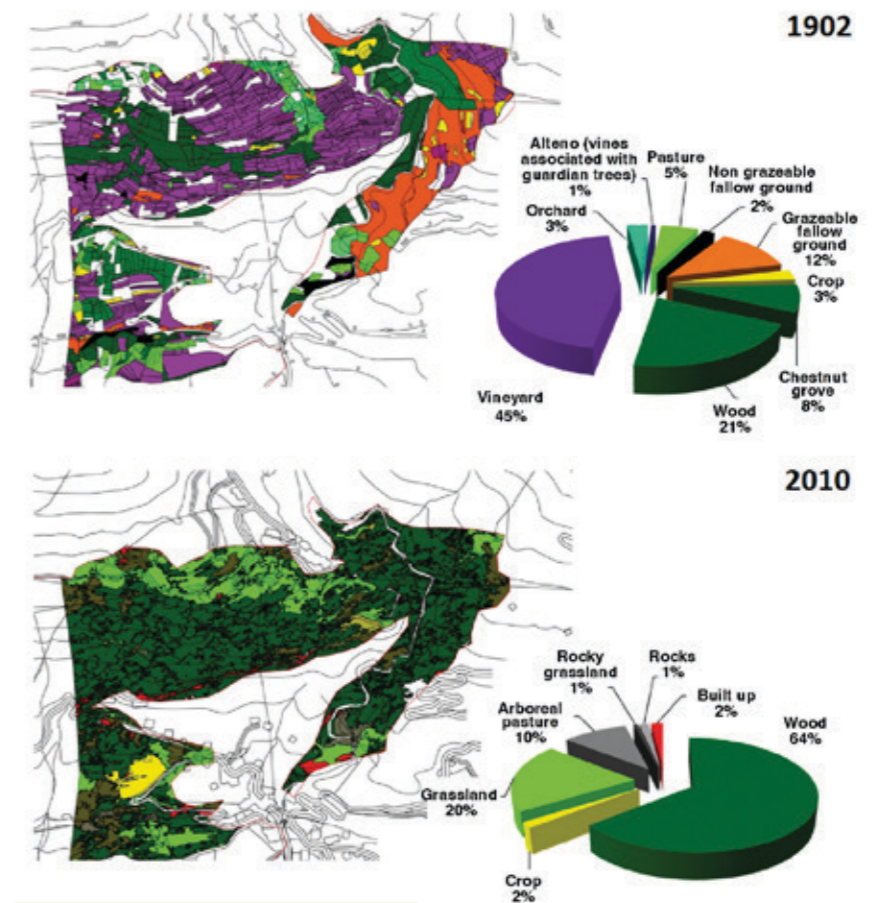 1902
Alteno (vines
associated with
guardian trees)
1%
Pasture
5%
Non grazeable
fallow ground
2%
Orchard
3%
Grazeable
fallow
ground
12%
Crop
3%
Vineyard
45%
Chestnut
grove
8%
Wood
21%
2010
Rocky
grassland
1%
Rocks
1%
Built up
2%
Arboreal
pasture
10%
Wood
64%
Grassland
20%
Crop
2%